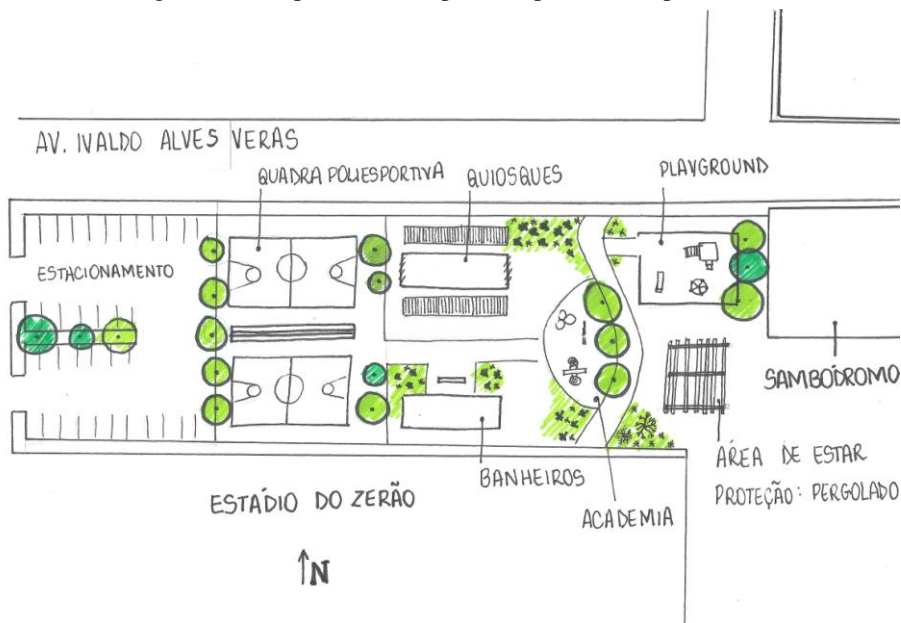 AV. IVALDO ALVES VERAS
QUADRA POLIESPORTIVA
QUIOSQUES
PLAYGROUND
ESTACIONAMENTO
SAMBÓDROMO
BANHEIROS
ACADEMIA
ÁREA DE ESTAR
PROTEÇÃO: PERGOLADO
ESTÁDIO DO ZERÃO
N